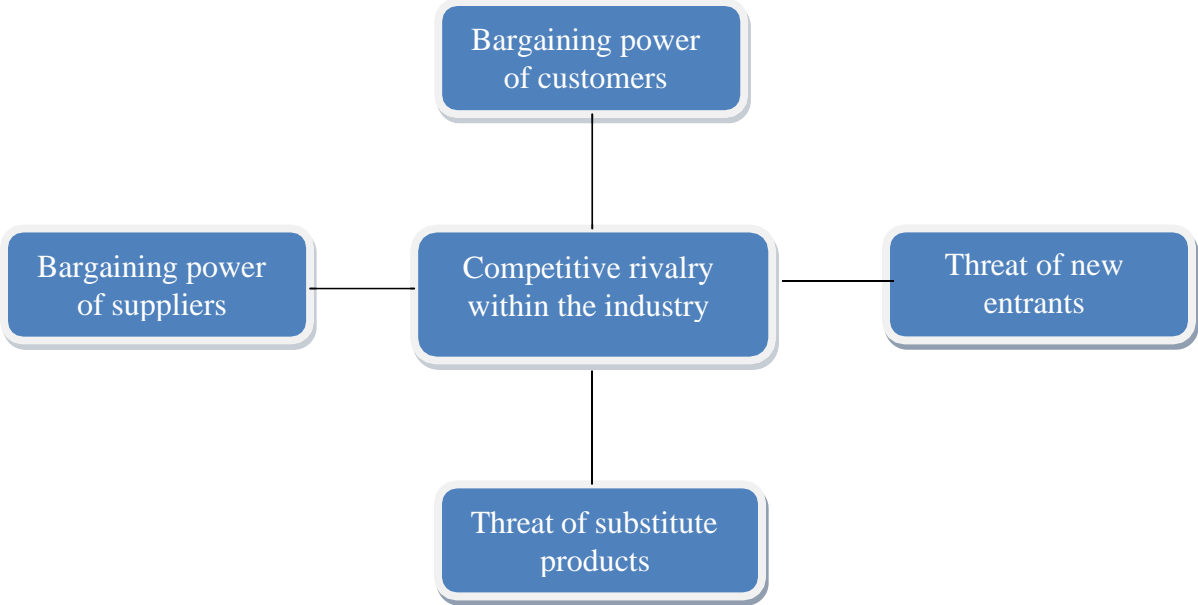 Bargaining power
of customers
Bargaining power
of suppliers
Competitive rivalry
within the industry
Threat of new
entrants
Threat of substitute
products